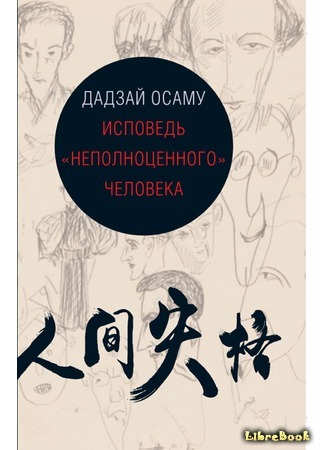 ДАДЗАЙ ОСАМУ
ИСПОВЕДЬ
«НЕПОЛНОЦЕННОГО»
ЧЕЛОВЕКА
人间失格
LibreBook